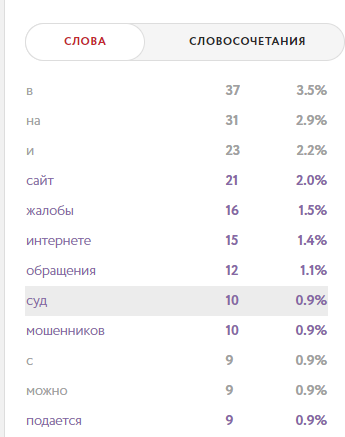 СЛОВА СЛОВОСОЧЕТАНИЯ
в 37 3.5%
на 31 2.9%
и 23 2.2%
сайт 21 2.0%
жалобы 16 1.5%
интернете 15 1.4%
обращения 12 1.1%
суд 10 0.9%
мошенников 10 0.9%
с 9 0.9%
можно 9 0.9%
подается 9 0.9%